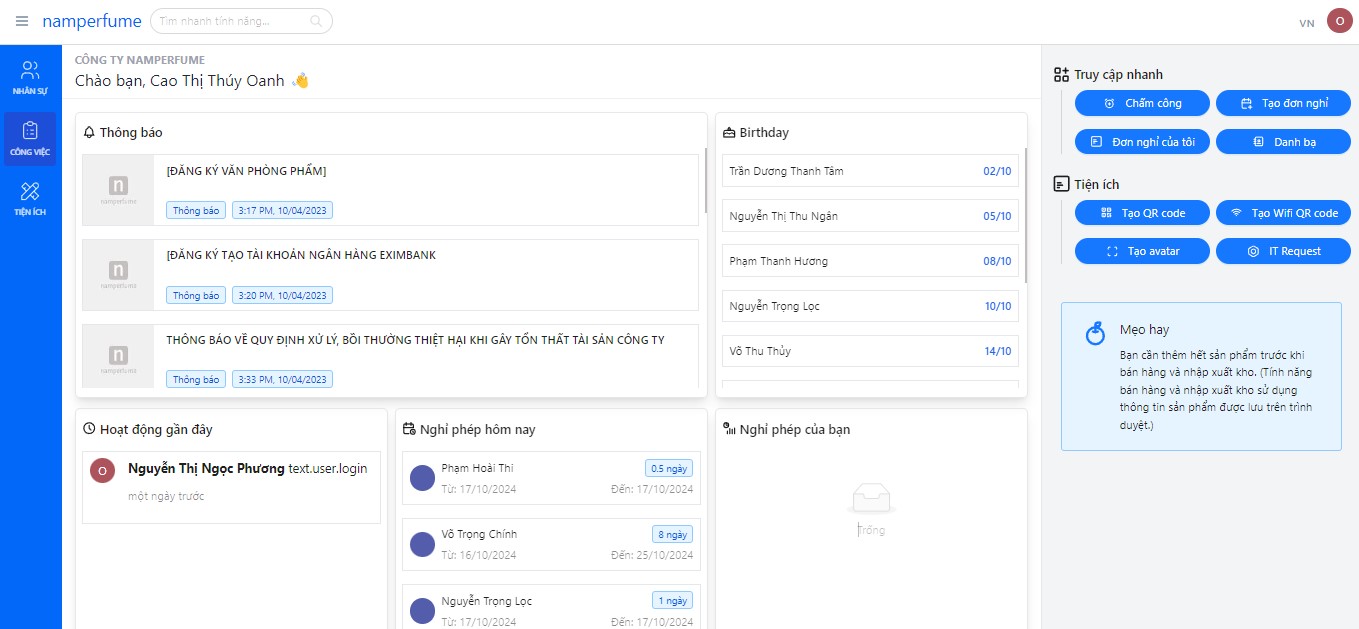 namperfume
Tìm nhanh tính năng...
VN
O
NHÂN SỰ
CÔNG VIỆC
TIỆN ÍCH
CÔNG TY NAMPERFUME
Chào bạn, Cao Thị Thúy Oanh 👋
Thông báo
n
namperfume
[ĐĂNG KÝ VĂN PHÒNG PHẨM]
Thông báo
3:17 PM, 10/04/2023
n
namperfume
[ĐĂNG KÝ TẠO TÀI KHOẢN NGÂN HÀNG EXIMBANK
Thông báo
3:20 PM, 10/04/2023
n
namperfume
THÔNG BÁO VỀ QUY ĐỊNH XỬ LÝ, BỒI THƯỜNG THIỆT HẠI KHI GÂY TỔN THẤT TÀI SẢN CÔNG TY
Thông báo
3:33 PM, 10/04/2023
Birthday
Trần Dương Thanh Tâm 02/10
Nguyễn Thị Thu Ngân 05/10
Phạm Thanh Hương 08/10
Nguyễn Trọng Lọc 10/10
Võ Thu Thủy 14/10
Hoạt động gần đây
O
Nguyễn Thị Ngọc Phương text.user.login
một ngày trước
Nghỉ phép hôm nay
Phạm Hoài Thi 0.5 ngày
Từ: 17/10/2024 Đến: 17/10/2024
Võ Trọng Chính 8 ngày
Từ: 16/10/2024 Đến: 25/10/2024
Nguyễn Trọng Lọc 1 ngày
Từ: 17/10/2024 Đến: 17/10/2024
Nghỉ phép của bạn
Trống
Truy cập nhanh
Chấm công
Tạo đơn nghỉ
Đơn nghỉ của tôi
Danh bạ
Tiện ích
Tạo QR code
Tạo Wifi QR code
Tạo avatar
IT Request
Mẹo hay
Bạn cần thêm hết sản phẩm trước khi
bán hàng và nhập xuất kho. (Tính năng
bán hàng và nhập xuất kho sử dụng
thông tin sản phẩm được lưu trên trình
duyệt.)